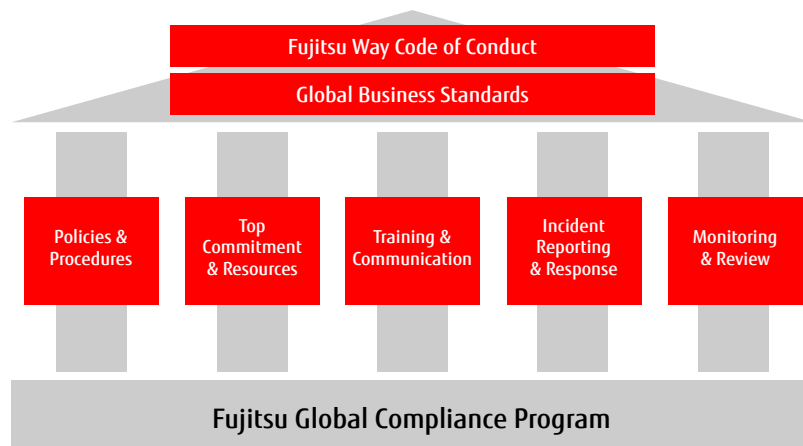 Fujitsu Way Code of Conduct
Global Business Standards
Policies &
Procedures
Top
Commitment
& Resources
Training &
Communication
Incident
Reporting
& Response
Monitoring
& Review
Fujitsu Global Compliance Program